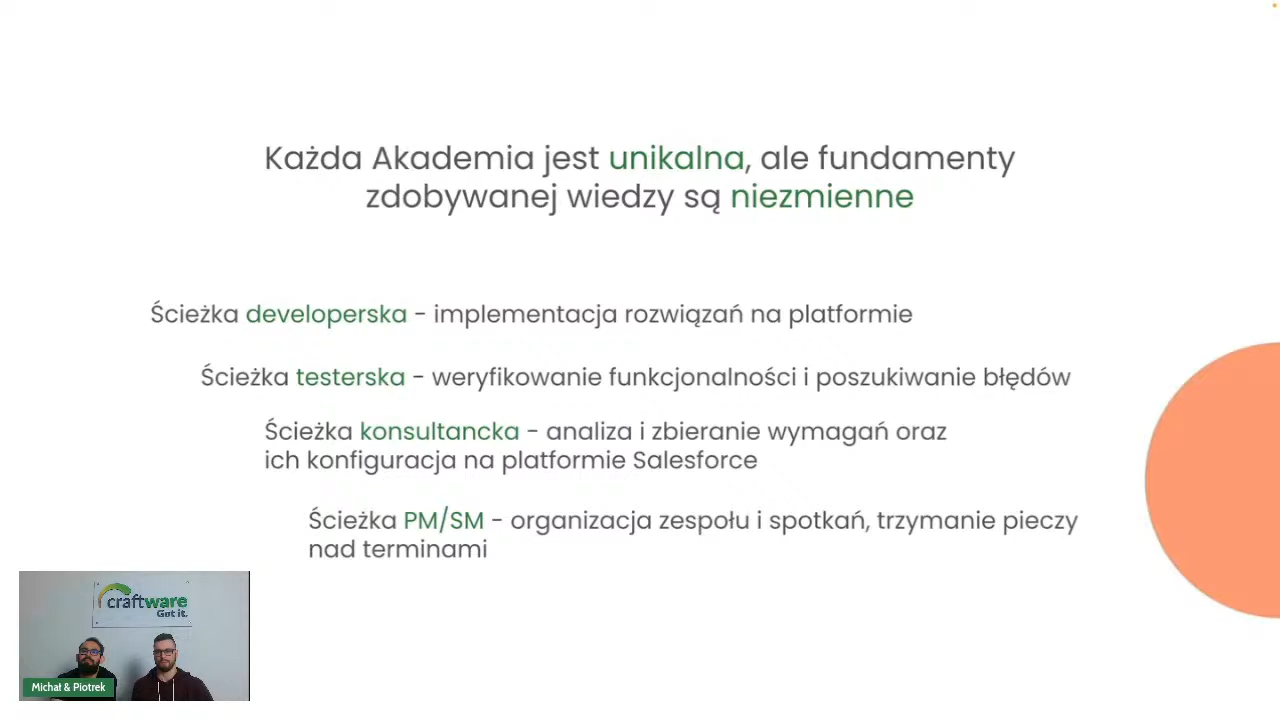 Każda Akademia jest unikalna, ale fundamenty
zdobywanej wiedzy są niezmienne
Ścieżka developerska - implementacja rozwiązań na platformie
Ścieżka testerska - weryfikowanie funkcjonalności i poszukiwanie błędów
Ścieżka konsultancka - analiza i zbieranie wymagań oraz
ich konfiguracja na platformie Salesforce
Ścieżka PM/SM - organizacja zespołu i spotkań, trzymanie pieczy
nad terminami
craftware
Got it.
Michał & Piotrek